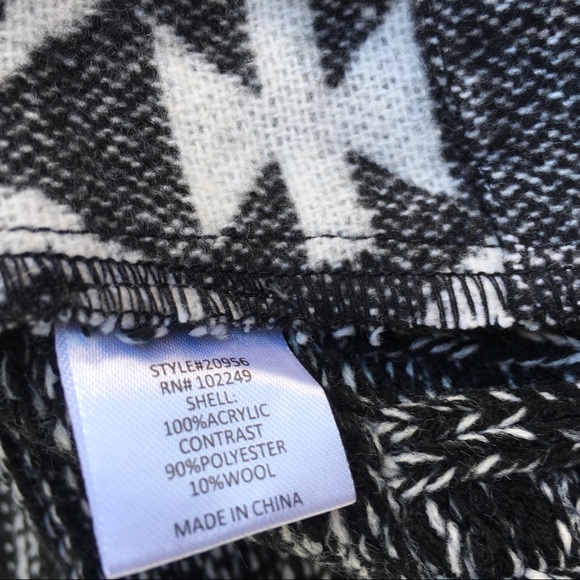 STYLE#20956
RN# 102249
SHELL:
100%ACRYLIC
CONTRAST
90%POLYESTER
10%WOOL
MADE IN CHINA